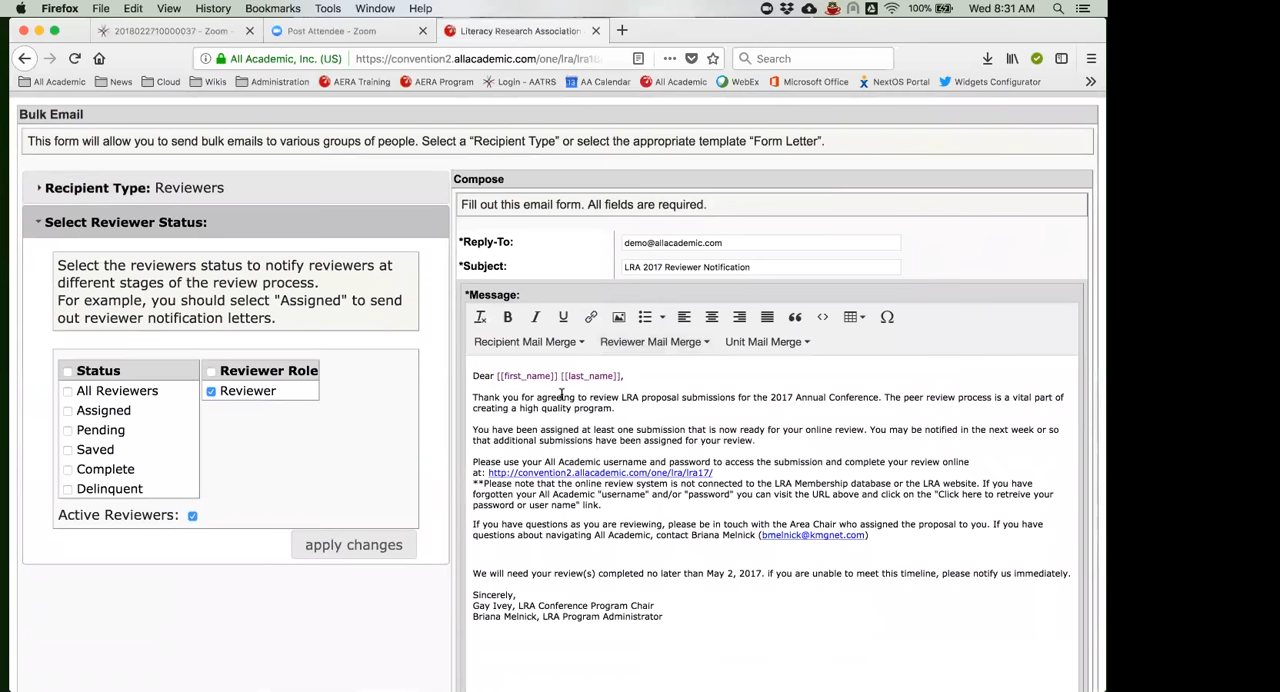 Firefox File Edit View History Bookmarks Tools Window Help 100% Wed 8:31 AM
2018022710000037 - Zoom Post Attendee - Zoom Literacy Research Association
All Academic, Inc. (US) https://convention2.allacademic.com/one/lra/lra1 Search
All Academic News Cloud Wikis Administration AERA Training AERA Program Login - AATRS AA Calendar All Academic WebEx Microsoft Office NextOS Portal Widgets Configurator
Bulk Email
This form will allow you to send bulk emails to various groups of people. Select a “Recipient Type” or select the appropriate template “Form Letter”.
Recipient Type: Reviewers
Select Reviewer Status:
Select the reviewers status to notify reviewers at
different stages of the review process.
For example, you should select "Assigned" to send
out reviewer notification letters.
Status Reviewer Role
All Reviewers Reviewer
Assigned
Pending
Saved
Complete
Delinquent
Active Reviewers:
apply changes
Compose
Fill out this email form. All fields are required.
*Reply-To: demo@allacademic.com
*Subject: LRA 2017 Reviewer Notification
*Message:
Recipient Mail Merge Reviewer Mail Merge Unit Mail Merge
Dear [[first_name]] [[last_name]],
Thank you for agreeing to review LRA proposal submissions for the 2017 Annual Conference. The peer review process is a vital part of
creating a high quality program.
You have been assigned at least one submission that is now ready for your online review. You may be notified in the next week or so
that additional submissions have been assigned for your review.
Please use your All Academic username and password to access the submission and complete your review online
at: http://convention2.allacademic.com/one/lra/lra17/
**Please note that the online review system is not connected to the LRA Membership database or the LRA website. If you have
forgotten your All Academic "username" and/or "password" you can visit the URL above and click on the "Click here to retreive your
password or user name" link.
If you have questions as you are reviewing, please be in touch with the Area Chair who assigned the proposal to you. If you have
questions about navigating All Academic, contact Briana Melnick (bmelnick@kmgnet.com)
We will need your review(s) completed no later than May 2, 2017. if you are unable to meet this timeline, please notify us immediately.
Sincerely,
Gay Ivey, LRA Conference Program Chair
Briana Melnick, LRA Program Administrator